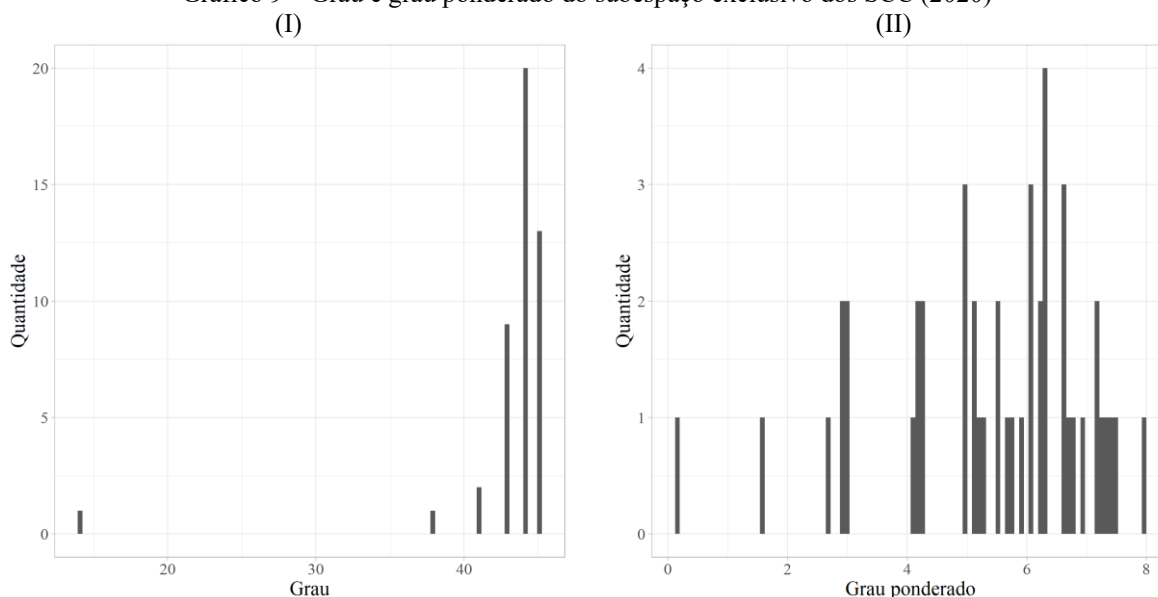 Gráfico 9 – Grau e grau ponderado do subespaço exclusivo dos SCC (2020)
(I)
(II)
20
15
10
5
0
Quantidade
20
30
40
Grau
4
3
2
1
0
Quantidade
0
2
4
6
8
Grau ponderado